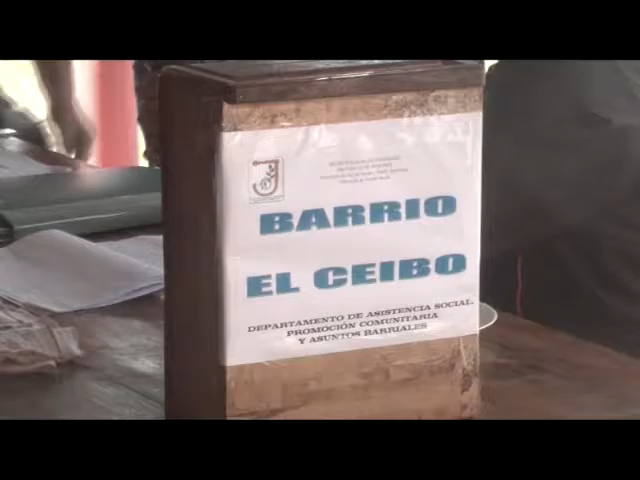 BARRIO
EL CEIBO
DEPARTAMENTO DE ASISTENCIA SOCIAL
PROMOCIÓN COMUNITARIA
Y ASUNTOS BARRIALES